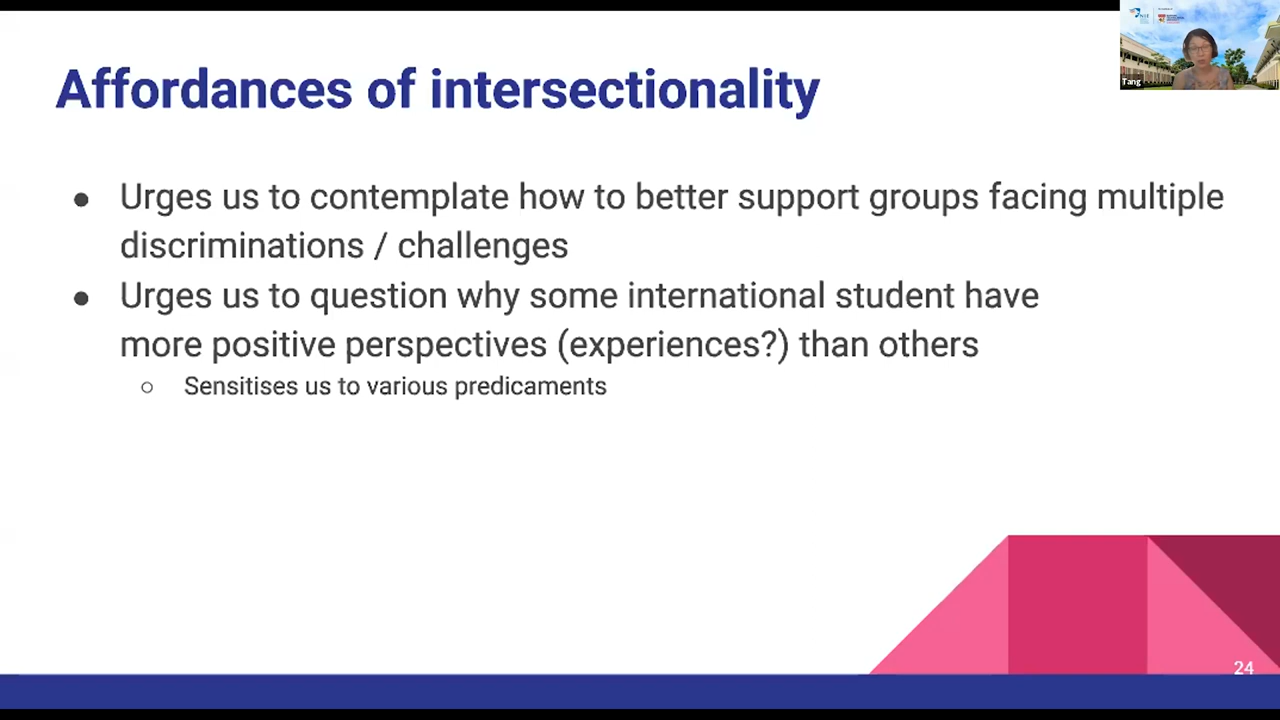 Affordances of intersectionality
● Urges us to contemplate how to better support groups facing multiple
discriminations / challenges
● Urges us to question why some international student have
more positive perspectives (experiences?) than others
○ Sensitises us to various predicaments
24
NIE
Tang